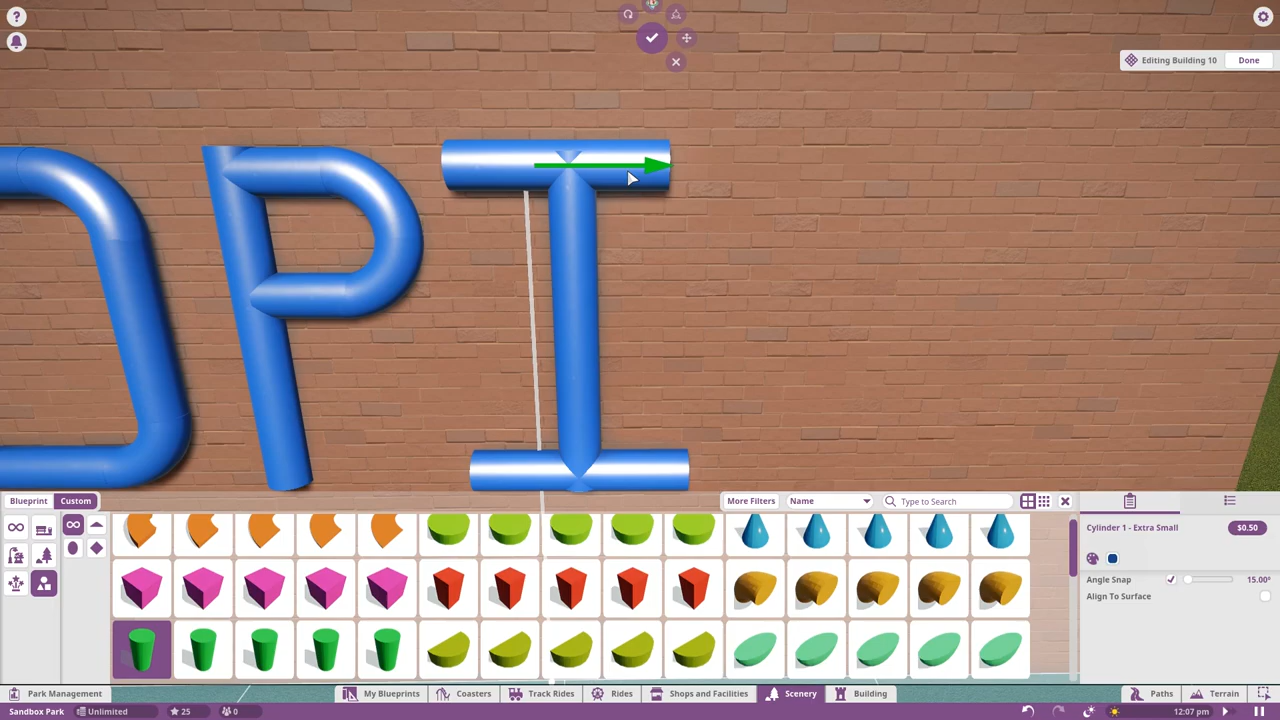 ?
Editing Building 10
Done
OPI
Blueprint
Custom
More Filters
Name
Type to Search
Cylinder 1 - Extra Small
$0.50
Angle Snap
15.00°
Align To Surface
Park Management
My Blueprints
Coasters
Track Rides
Rides
Shops and Facilities
Scenery
Building
Paths
Terrain
Sandbox Park
Unlimited
25
0
12:07 pm